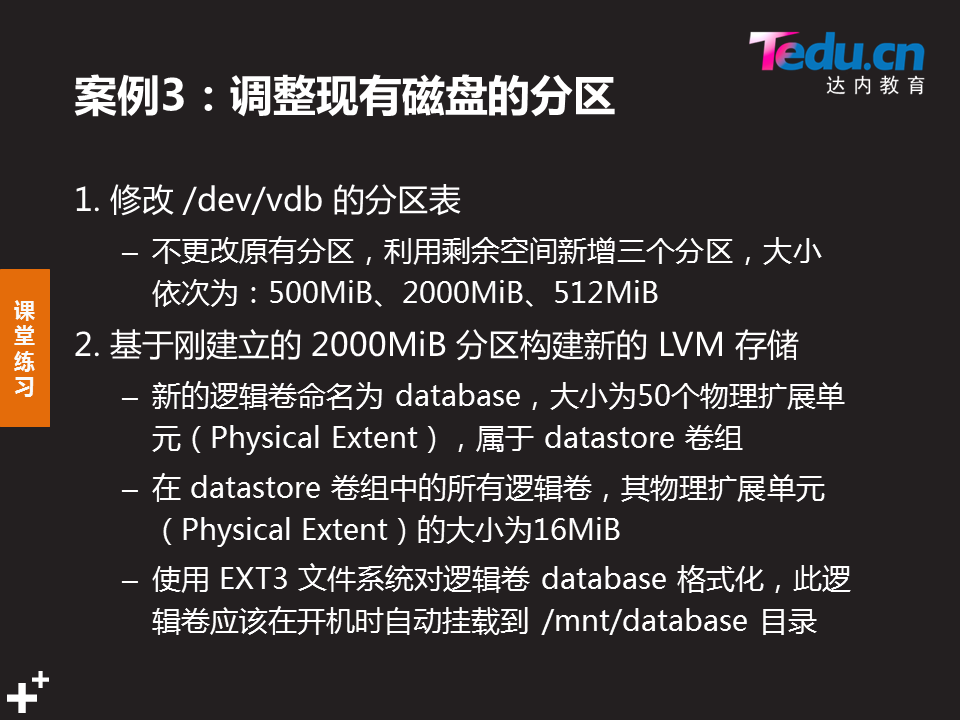 Tedu.cn
达内教育
案例3：调整现有磁盘的分区
1. 修改 /dev/vdb 的分区表
– 不更改原有分区，利用剩余空间新增三个分区，大小
依次为：500MiB、2000MiB、512MiB
课堂练习
2. 基于刚建立的 2000MiB 分区构建新的 LVM 存储
– 新的逻辑卷命名为 database，大小为50个物理扩展单
元（Physical Extent），属于 datastore 卷组
– 在 datastore 卷组中的所有逻辑卷，其物理扩展单元
（Physical Extent）的大小为16MiB
– 使用 EXT3 文件系统对逻辑卷 database 格式化，此逻
辑卷应该在开机时自动挂载到 /mnt/database 目录